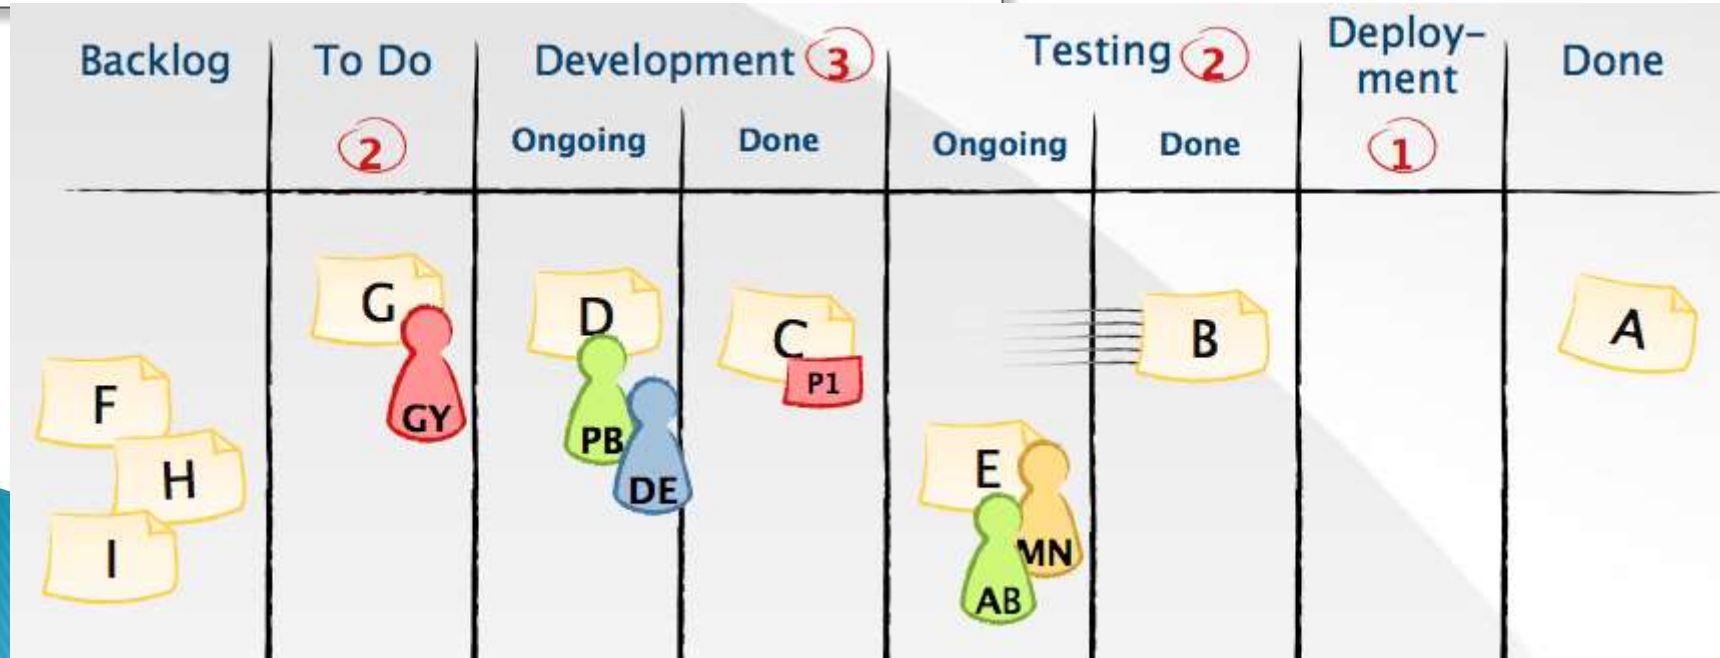 Backlog
To Do
2
Development 3
Ongoing
Done
Testing 2
Ongoing
Done
Deploy-
ment
1
Done
F
H
I
G
GY
D
PB
DE
C
P1
E
MN
AB
B
A